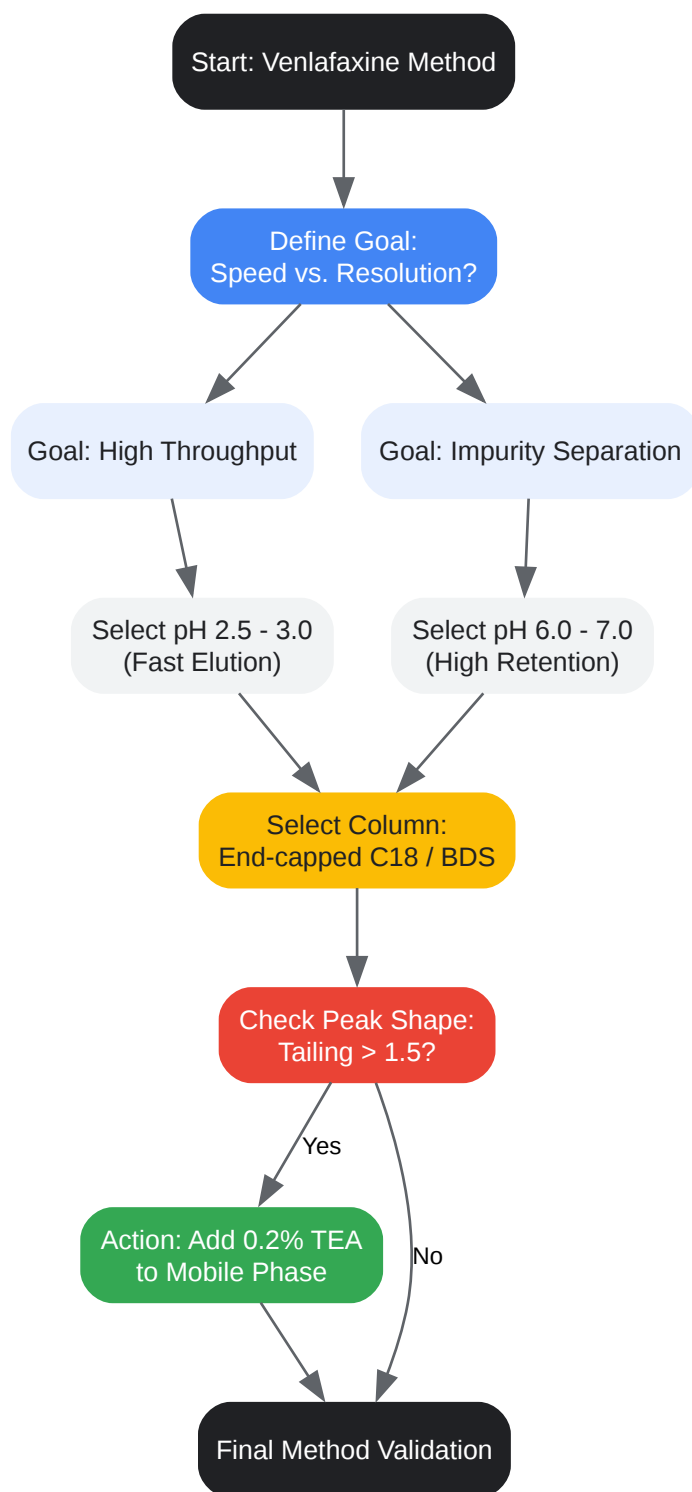 Start: Venlafaxine Method
Define Goal:
Speed vs. Resolution?
Goal: High Throughput
Goal: Impurity Separation
Select pH 2.5 - 3.0
(Fast Elution)
Select pH 6.0 - 7.0
(High Retention)
Select Column:
End-capped C18 / BDS
Check Peak Shape:
Tailing > 1.5?
Yes
Action: Add 0.2% TEA
to Mobile Phase
No
Final Method Validation